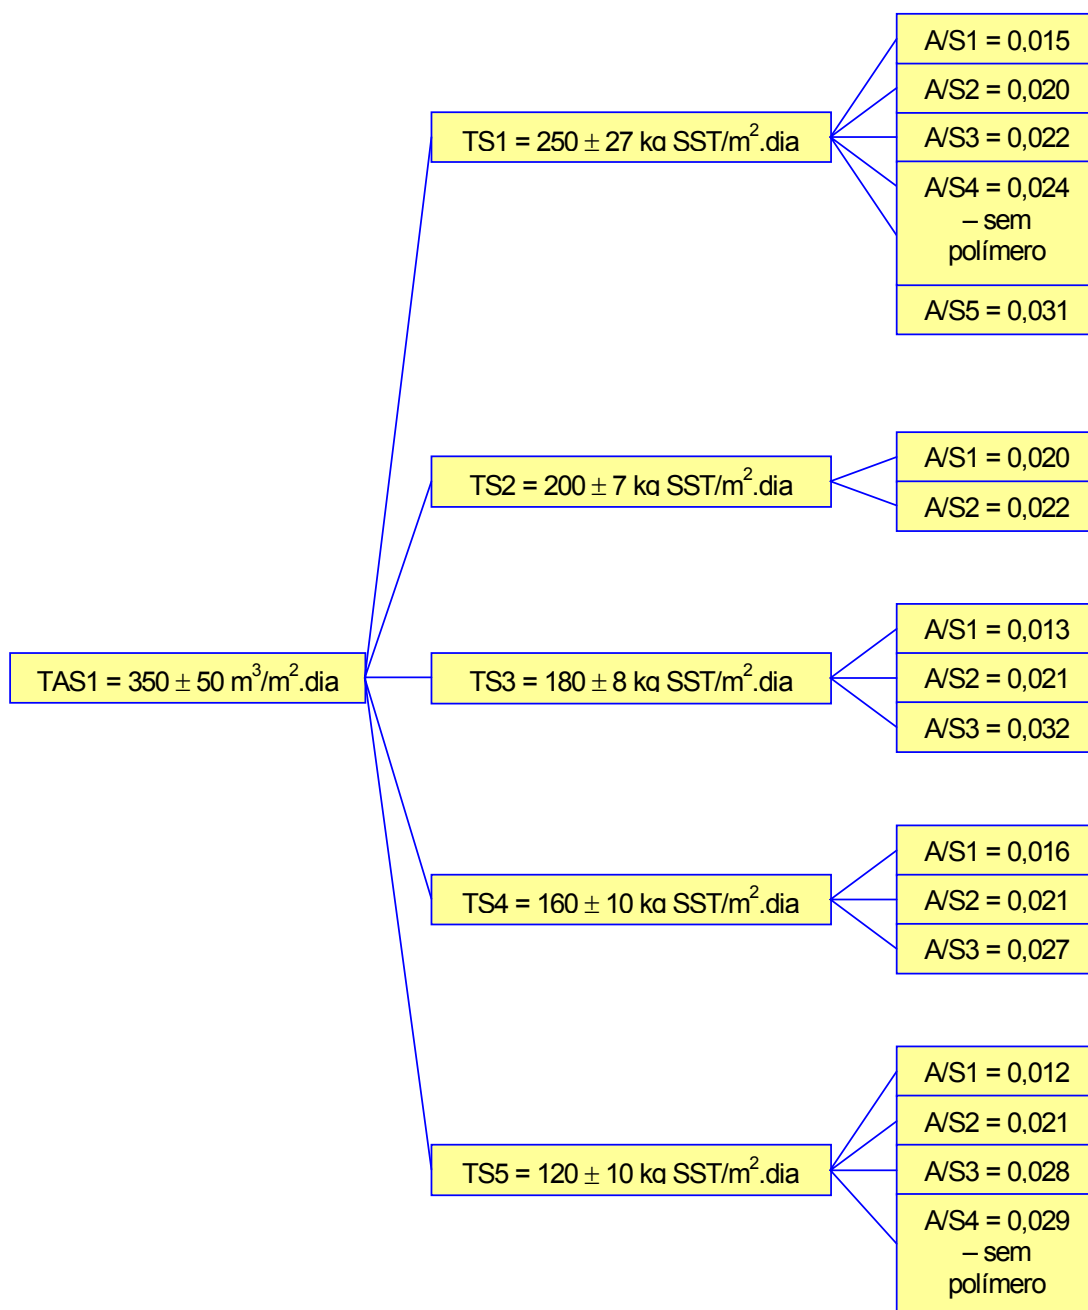 A/S1 = 0,015
A/S2 = 0,020
TS1 = 250 ± 27 kg SST/m².dia
A/S3 = 0,022
A/S4 = 0,024
– sem
polímero
A/S5 = 0,031
A/S1 = 0,020
TS2 = 200 ± 7 kg SST/m².dia
A/S2 = 0,022
A/S1 = 0,013
TAS1 = 350 ± 50 m³/m².dia
TS3 = 180 ± 8 kg SST/m².dia
A/S2 = 0,021
A/S3 = 0,032
A/S1 = 0,016
TS4 = 160 ± 10 kg SST/m².dia
A/S2 = 0,021
A/S3 = 0,027
A/S1 = 0,012
A/S2 = 0,021
TS5 = 120 ± 10 kg SST/m².dia
A/S3 = 0,028
A/S4 = 0,029
– sem
polímero